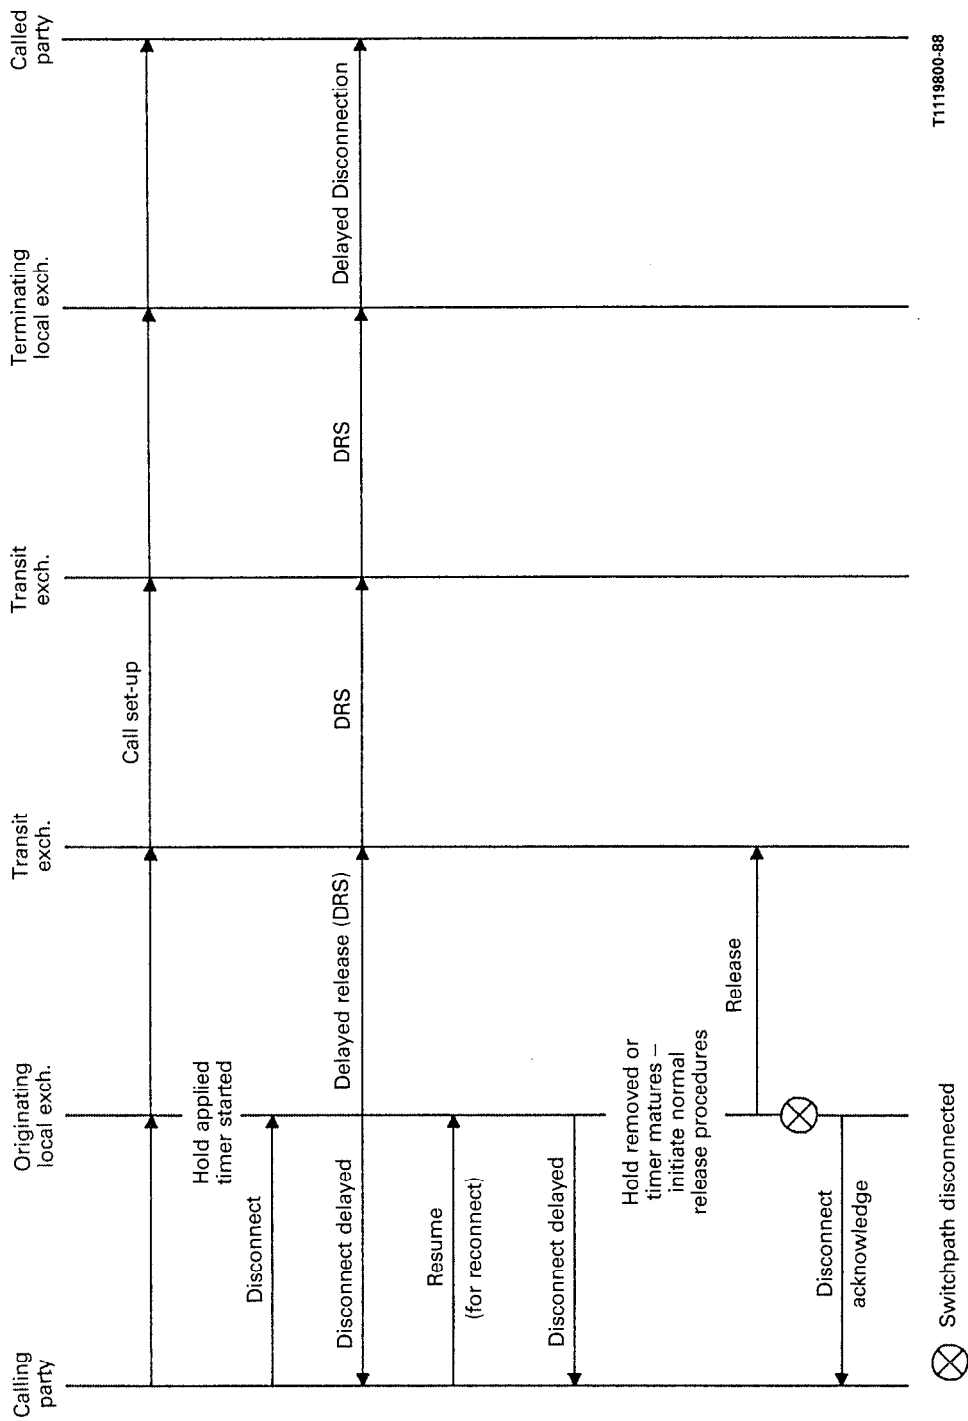 Calling
party
Originating
local exch.
Transit
exch.
Transit
exch.
Terminating
local exch.
Called
party
Call set-up
Hold applied
timer started
Disconnect
Disconnect delayed
Delayed release (DRS)
DRS
DRS
Delayed Disconnection
Resume
(for reconnect)
Disconnect delayed
Hold removed or
timer matures –
initiate normal
release procedures
Release
Disconnect
acknowledge
Switchpath disconnected
T1119800-88